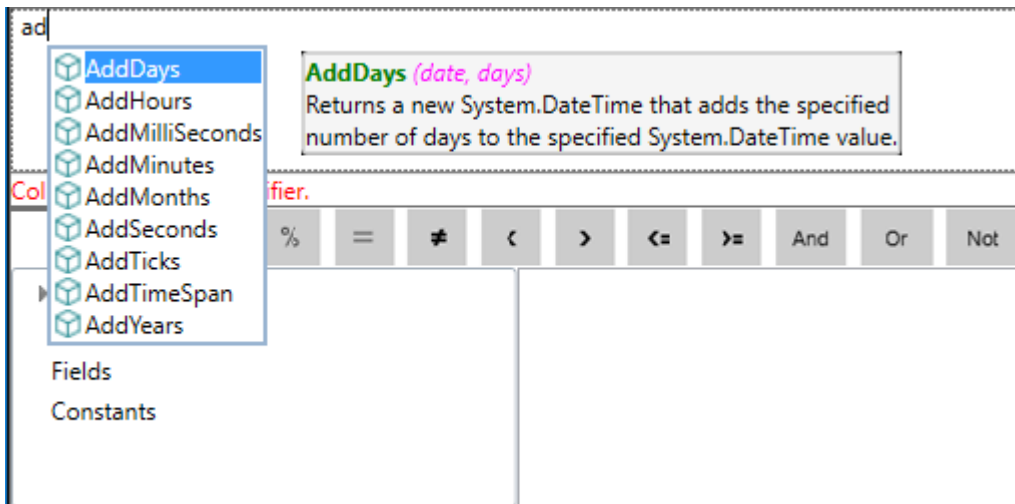 ad
AddDays
AddHours
AddMilliSeconds
AddMinutes
AddMonths
AddSeconds
AddTicks
AddTimeSpan
AddYears
AddDays (date, days)
Returns a new System.DateTime that adds the specified
number of days to the specified System.DateTime value.
Col ifier.
% = ≠ < > <= >= And Or Not
Fields
Constants